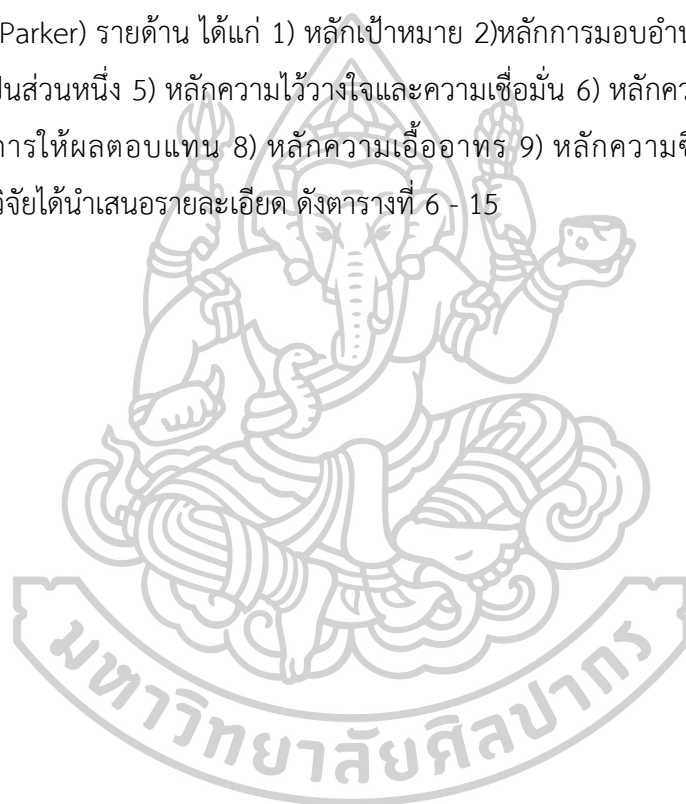 Parker) รายด้าน ได้แก่ 1) หลักเป้าหมาย 2)หลักการมอบอำน
ป็นส่วนหนึ่ง 5) หลักความไว้วางใจและความเชื่อมั่น 6) หลักคว
การให้ผลตอบแทน 8) หลักความเอื้ออาทร 9) หลักความซ
วิจัยได้นำเสนอรายละเอียด ดังตารางที่ 6 - 15
มหาวิทยาลัยศิลปากร